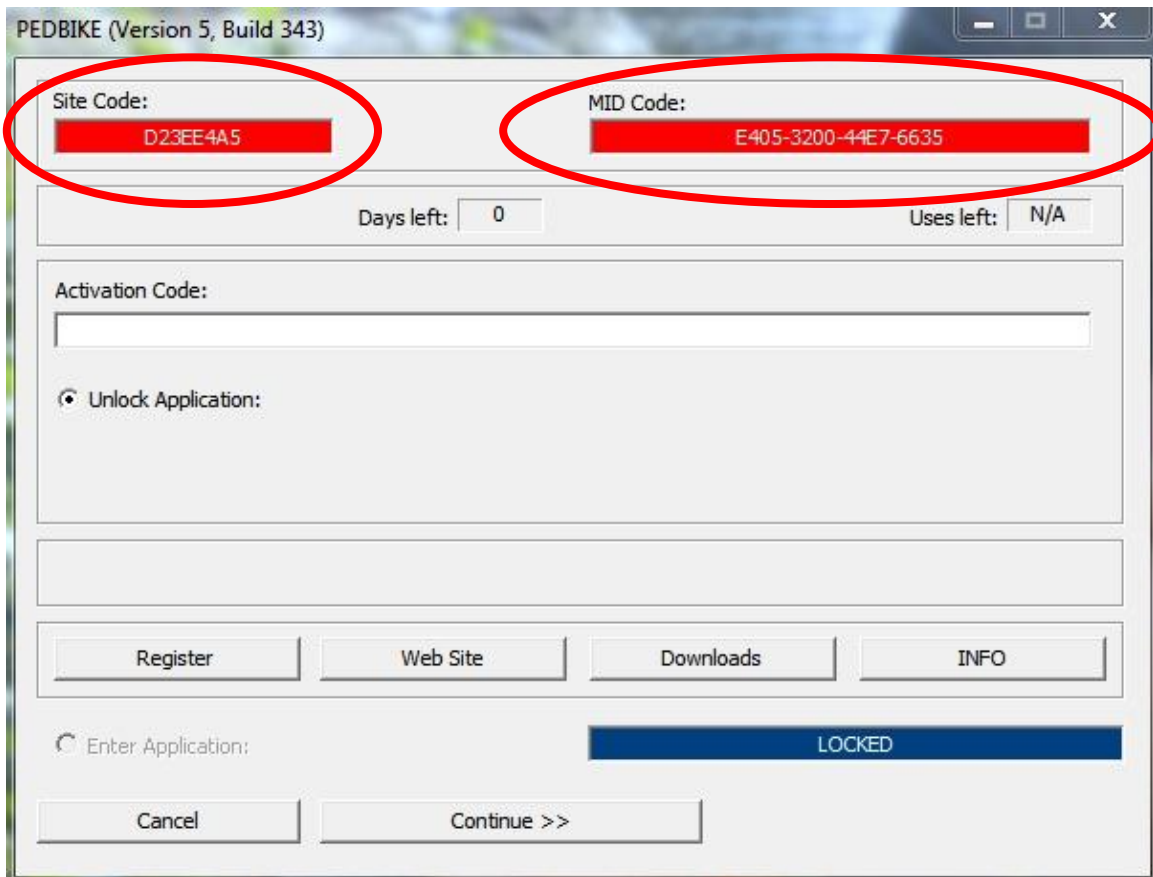 PEDBIKE (Version 5, Build 343)
X
Site Code:
MID Code:
D23EE4A5
E405-3200-44E7-6635
Days left: 0
Uses left: N/A
Activation Code:
Unlock Application:
Register
Web Site
Downloads
INFO
Enter Application:
LOCKED
Cancel
Continue >>